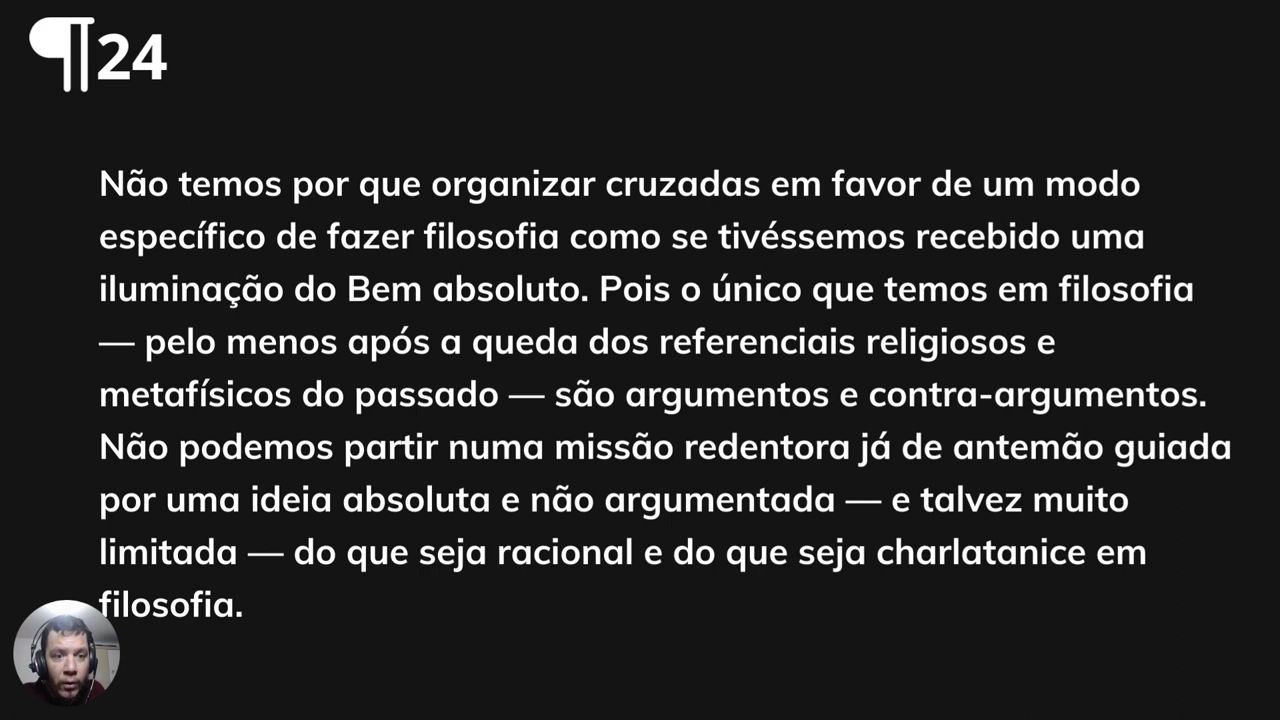 ¶24
Não temos por que organizar cruzadas em favor de um modo
específico de fazer filosofia como se tivéssemos recebido uma
iluminação do Bem absoluto. Pois o único que temos em filosofia
— pelo menos após a queda dos referenciais religiosos e
metafísicos do passado — são argumentos e contra-argumentos.
Não podemos partir numa missão redentora já de antemão guiada
por uma ideia absoluta e não argumentada — e talvez muito
limitada — do que seja racional e do que seja charlatanice em
filosofia.